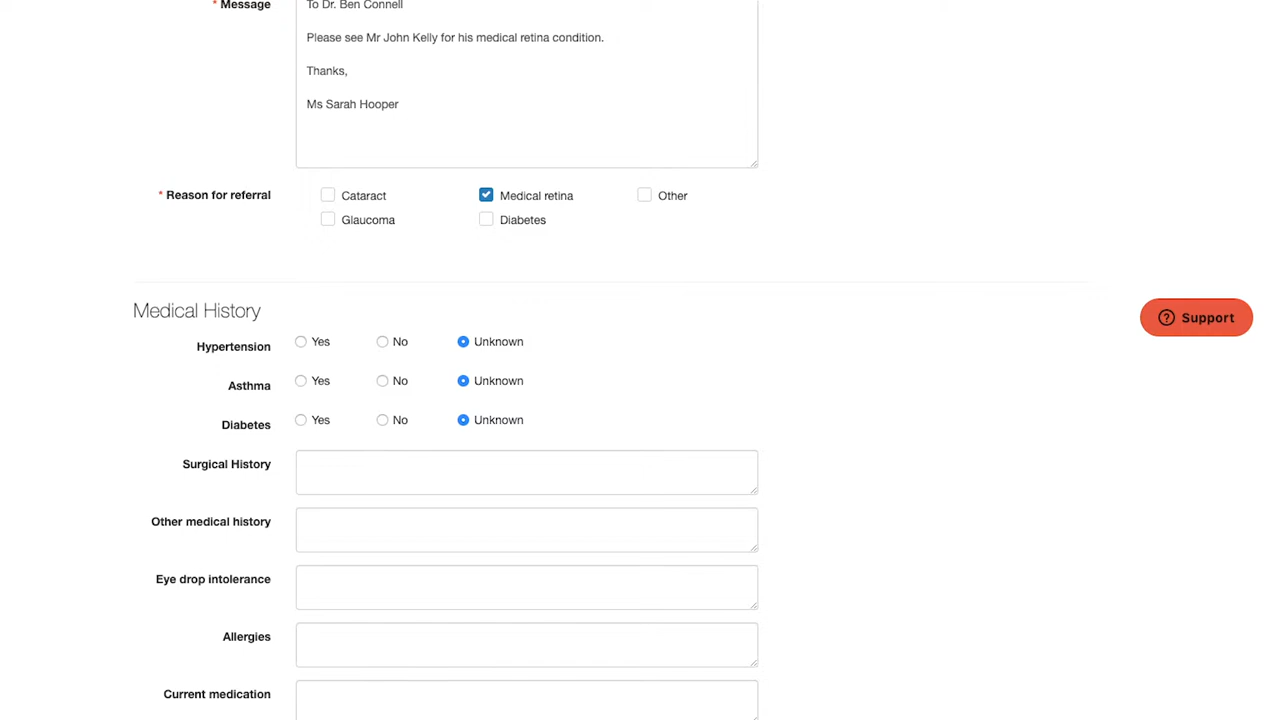 * Message
To Dr. Ben Connell
Please see Mr John Kelly for his medical retina condition.
Thanks,
Ms Sarah Hooper
* Reason for referral
Cataract
Medical retina
Other
Glaucoma
Diabetes
Medical History
Support
Hypertension
Yes
No
Unknown
Asthma
Yes
No
Unknown
Diabetes
Yes
No
Unknown
Surgical History
Other medical history
Eye drop intolerance
Allergies
Current medication